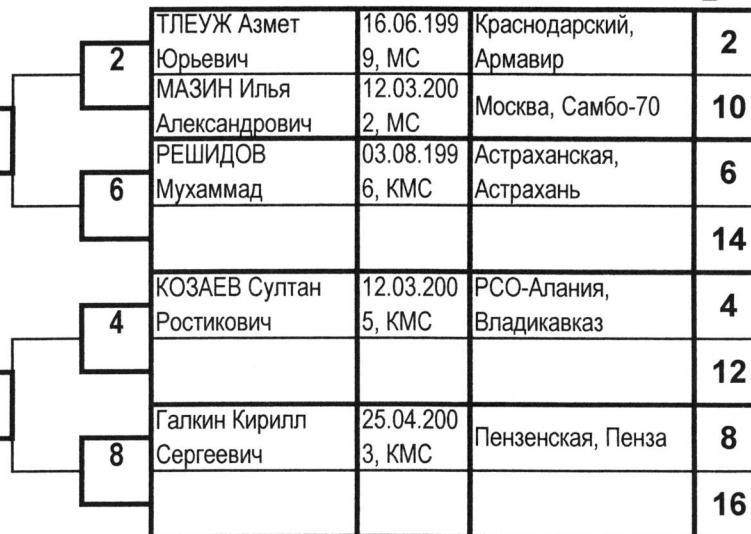 ТЛЕУЖ Азмет 16.06.199 Краснодарский, 2
2 Юрьевич 9, МС Армавир
МАЗИН Илья 12.03.200 Москва, Самбо-70 10
Александрович 2, МС
РЕШИДОВ 03.08.199 Астраханская, 6
6 Мухаммад 6, КМС Астрахань
14
КОЗАЕВ Султан 12.03.200 РСО-Алания, 4
4 Ростикович 5, КМС Владикавказ
12
Галкин Кирилл 25.04.200 Пензенская, Пенза 8
8 Сергеевич 3, КМС
16